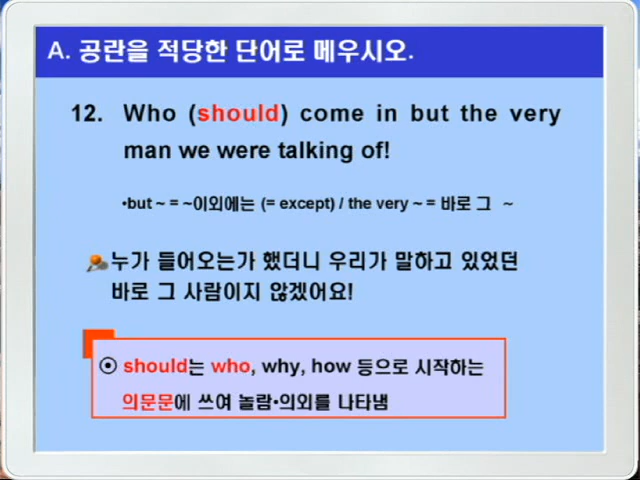 A. 공란을 적당한 단어로 메우시오.
12. Who (should) come in but the very
man we were talking of!
•but ~ = ~이외에는 (= except) / the very ~ = 바로 그 ~
누가 들어오는가 했더니 우리가 말하고 있었던
바로 그 사람이지 않겠어요!
⊙ should는 who, why, how 등으로 시작하는
의문문에 쓰여 놀람•의외를 나타냄